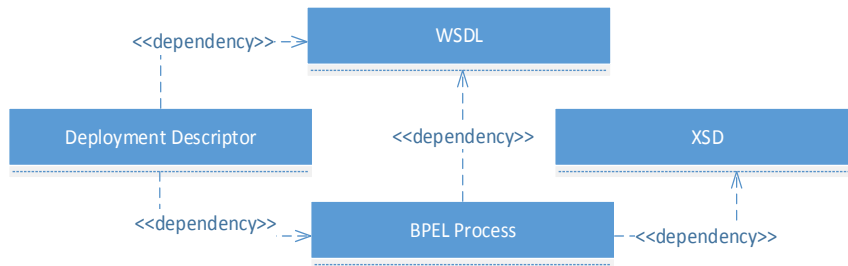 WSDL
<<dependency>>
Deployment Descriptor
<<dependency>>
XSD
<<dependency>>
BPEL Process
<<dependency>>